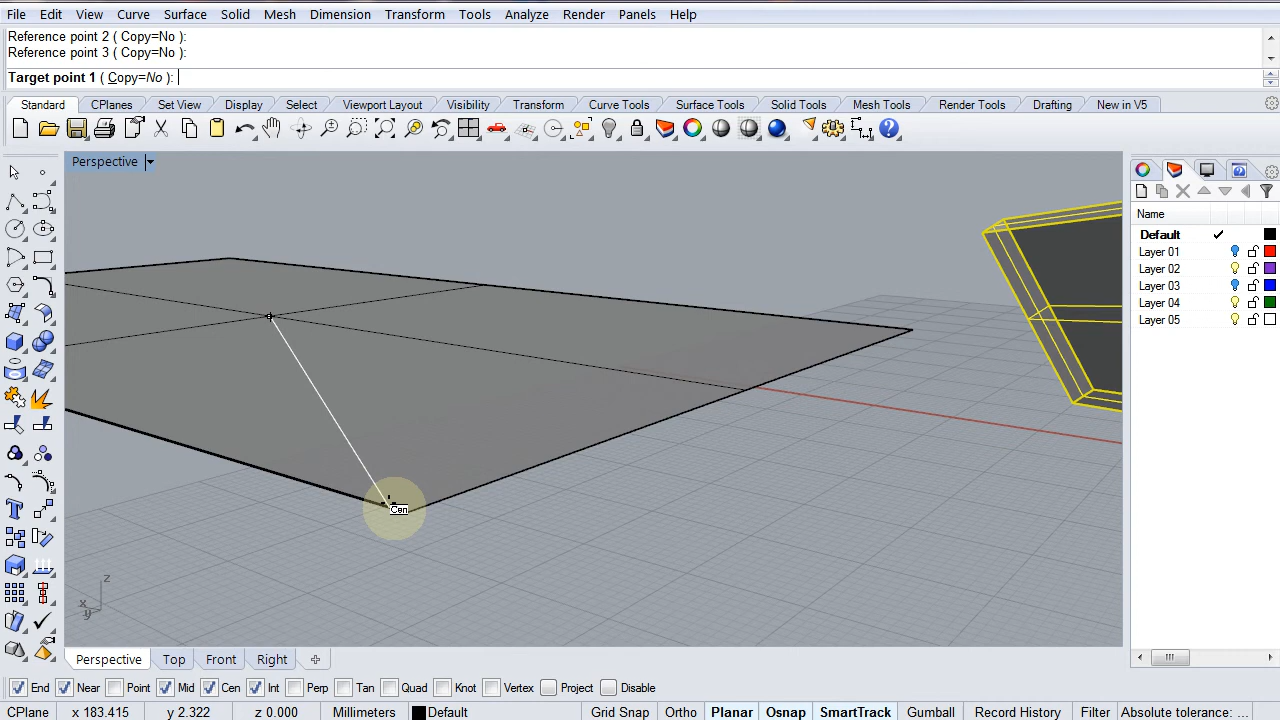 File Edit View Curve Surface Solid Mesh Dimension Transform Tools Analyze Render Panels Help
Reference point 2 ( Copy=No ):
Reference point 3 ( Copy=No ):
Target point 1 ( Copy=No ):
Standard CPlanes Set View Display Select Viewport Layout Visibility Transform Curve Tools Surface Tools Solid Tools Mesh Tools Render Tools Drafting New in V5
Perspective
Name
Default
Layer 01
Layer 02
Layer 03
Layer 04
Layer 05
Cen
z
x
y
Perspective Top Front Right
End Near Point Mid Cen Int Perp Tan Quad Knot Vertex Project Disable
CPlane x 183.415 y 2.322 z 0.000 Millimeters Default Grid Snap Ortho Planar Osnap SmartTrack Gumball Record History Filter Absolute tolerance: ...